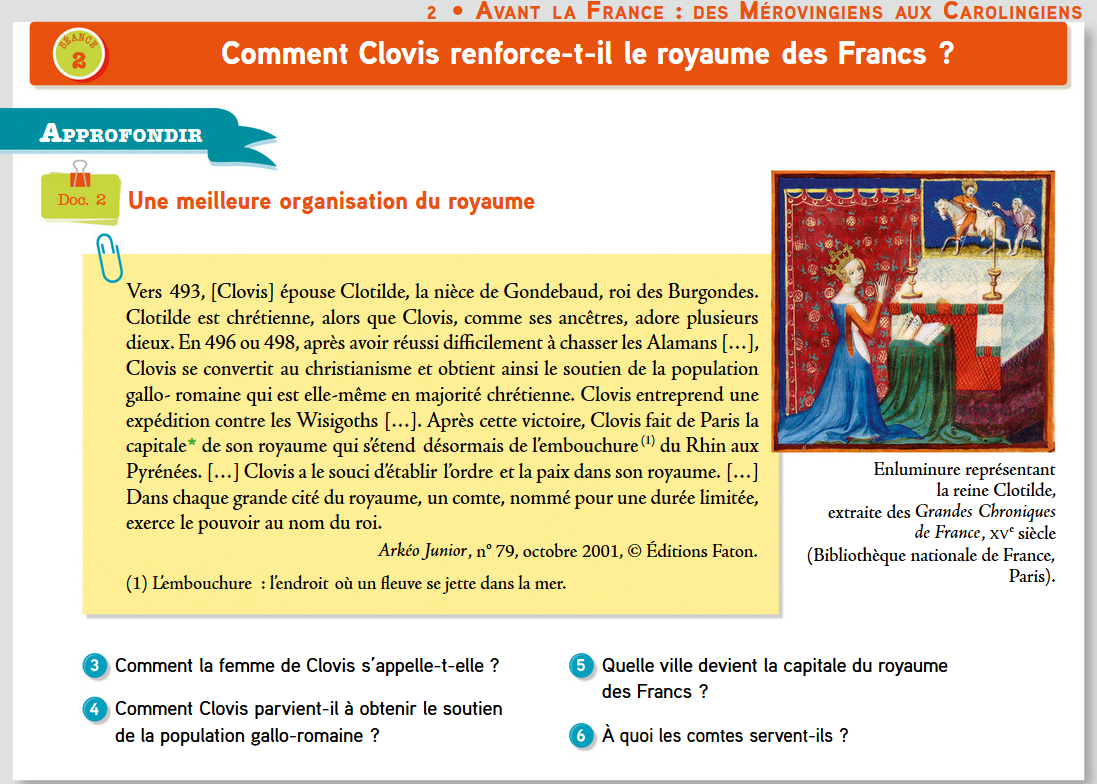 2 • Avant la France : des Mérovingiens aux Carolingiens
SÉANCE
2
Comment Clovis renforce-t-il le royaume des Francs ?
Approfondir
Doc. 2
Une meilleure organisation du royaume
Vers 493, [Clovis] épouse Clotilde, la nièce de Gondebaud, roi des Burgondes.
Clotilde est chrétienne, alors que Clovis, comme ses ancêtres, adore plusieurs
dieux. En 496 ou 498, après avoir réussi difficilement à chasser les Alamans […],
Clovis se convertit au christianisme et obtient ainsi le soutien de la population
gallo- romaine qui est elle-même en majorité chrétienne. Clovis entreprend une
expédition contre les Wisigoths […]. Après cette victoire, Clovis fait de Paris la
capitale* de son royaume qui s'étend désormais de l'embouchure (1) du Rhin aux
Pyrénées. […] Clovis a le souci d'établir l'ordre et la paix dans son royaume. […]
Dans chaque grande cité du royaume, un comte, nommé pour une durée limitée,
exerce le pouvoir au nom du roi.
Arkéo Junior, n° 79, octobre 2001, © Éditions Faton.
(1) L'embouchure : l'endroit où un fleuve se jette dans la mer.
Enluminure représentant
la reine Clotilde,
extraite des Grandes Chroniques
de France, XVe siècle
(Bibliothèque nationale de France,
Paris).
3 Comment la femme de Clovis s'appelle-t-elle ?
4 Comment Clovis parvient-il à obtenir le soutien
de la population gallo-romaine ?
5 Quelle ville devient la capitale du royaume
des Francs ?
6 À quoi les comtes servent-ils ?